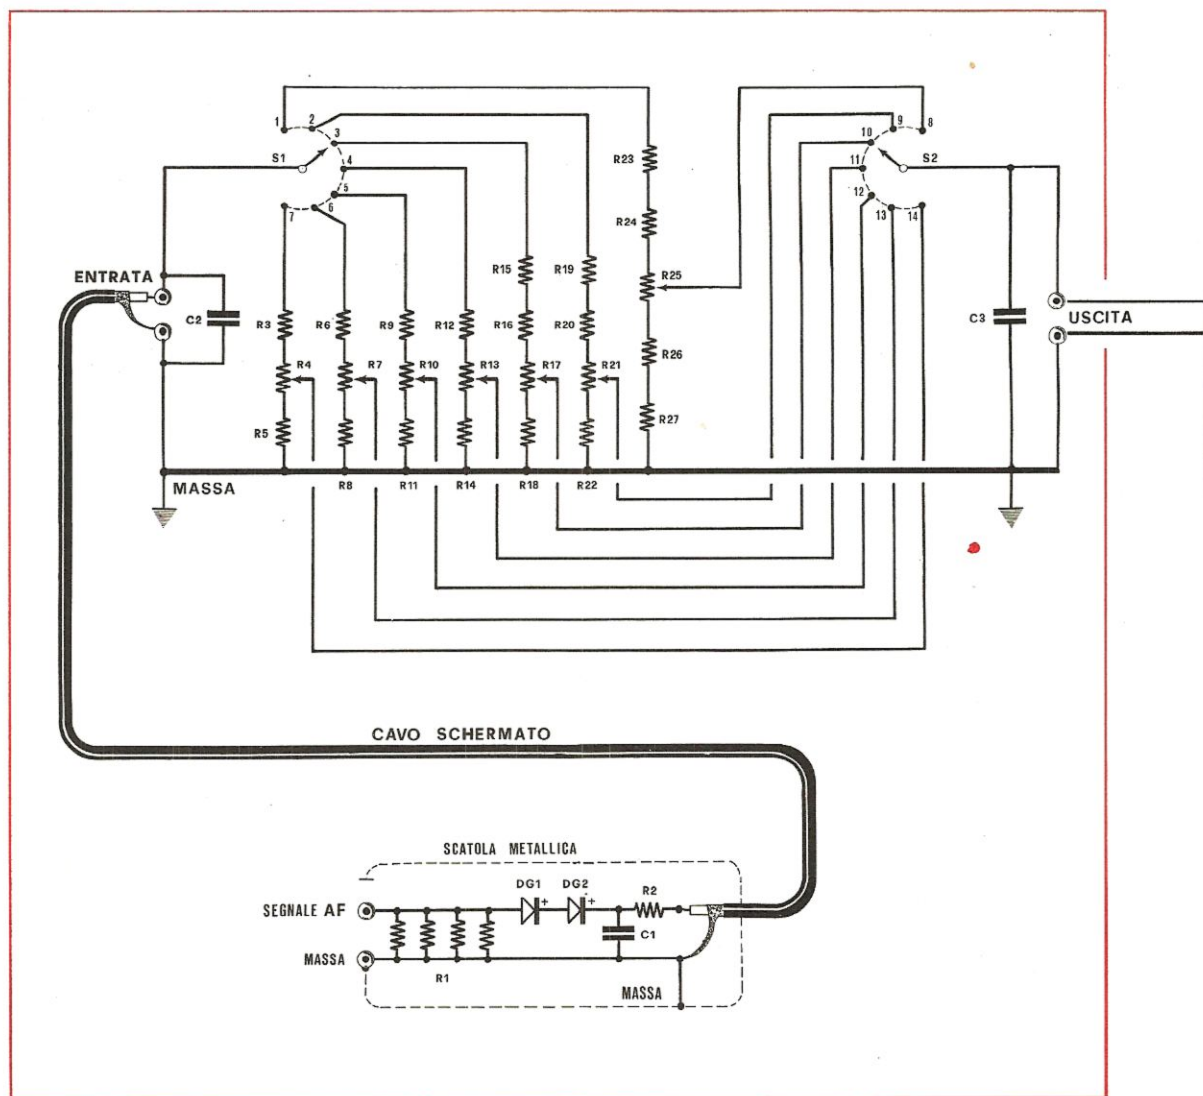 1
2
3
4
5
6
7
S1
9
8
10
11
12
13
14
S2
R23
R24
R25
R26
R27
R15
R19
R3
R6
R9
R12
R16
R20
R4
R7
R10
R13
R17
R21
R5
R8
R11
R14
R18
R22
ENTRATA
C2
C3
USCITA
MASSA
CAVO SCHERMATO
SCATOLA METALLICA
DG1
+
DG2
+
R2
SEGNALE AF
C1
MASSA
R1
MASSA